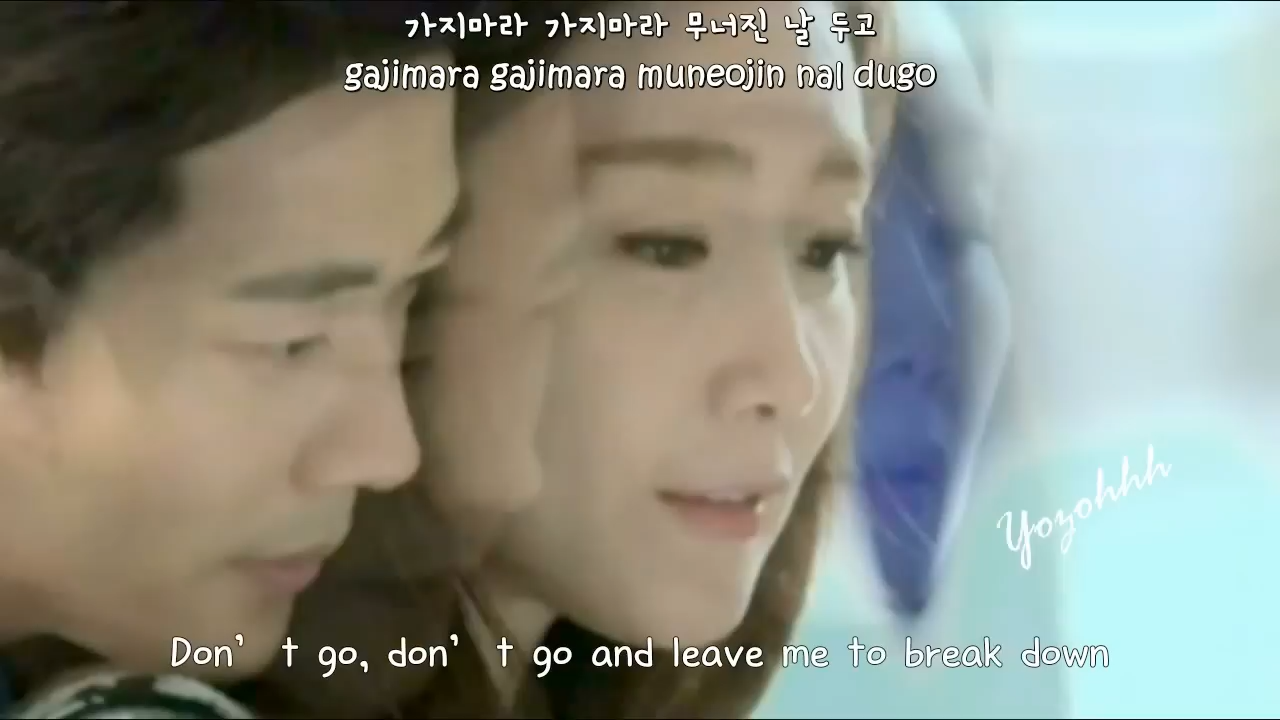 가지마라 가지마라 무너진 날 두고
gajimara gajimara muneojin nal dugo
Yozohhh
Don't go, don't go and leave me to break down